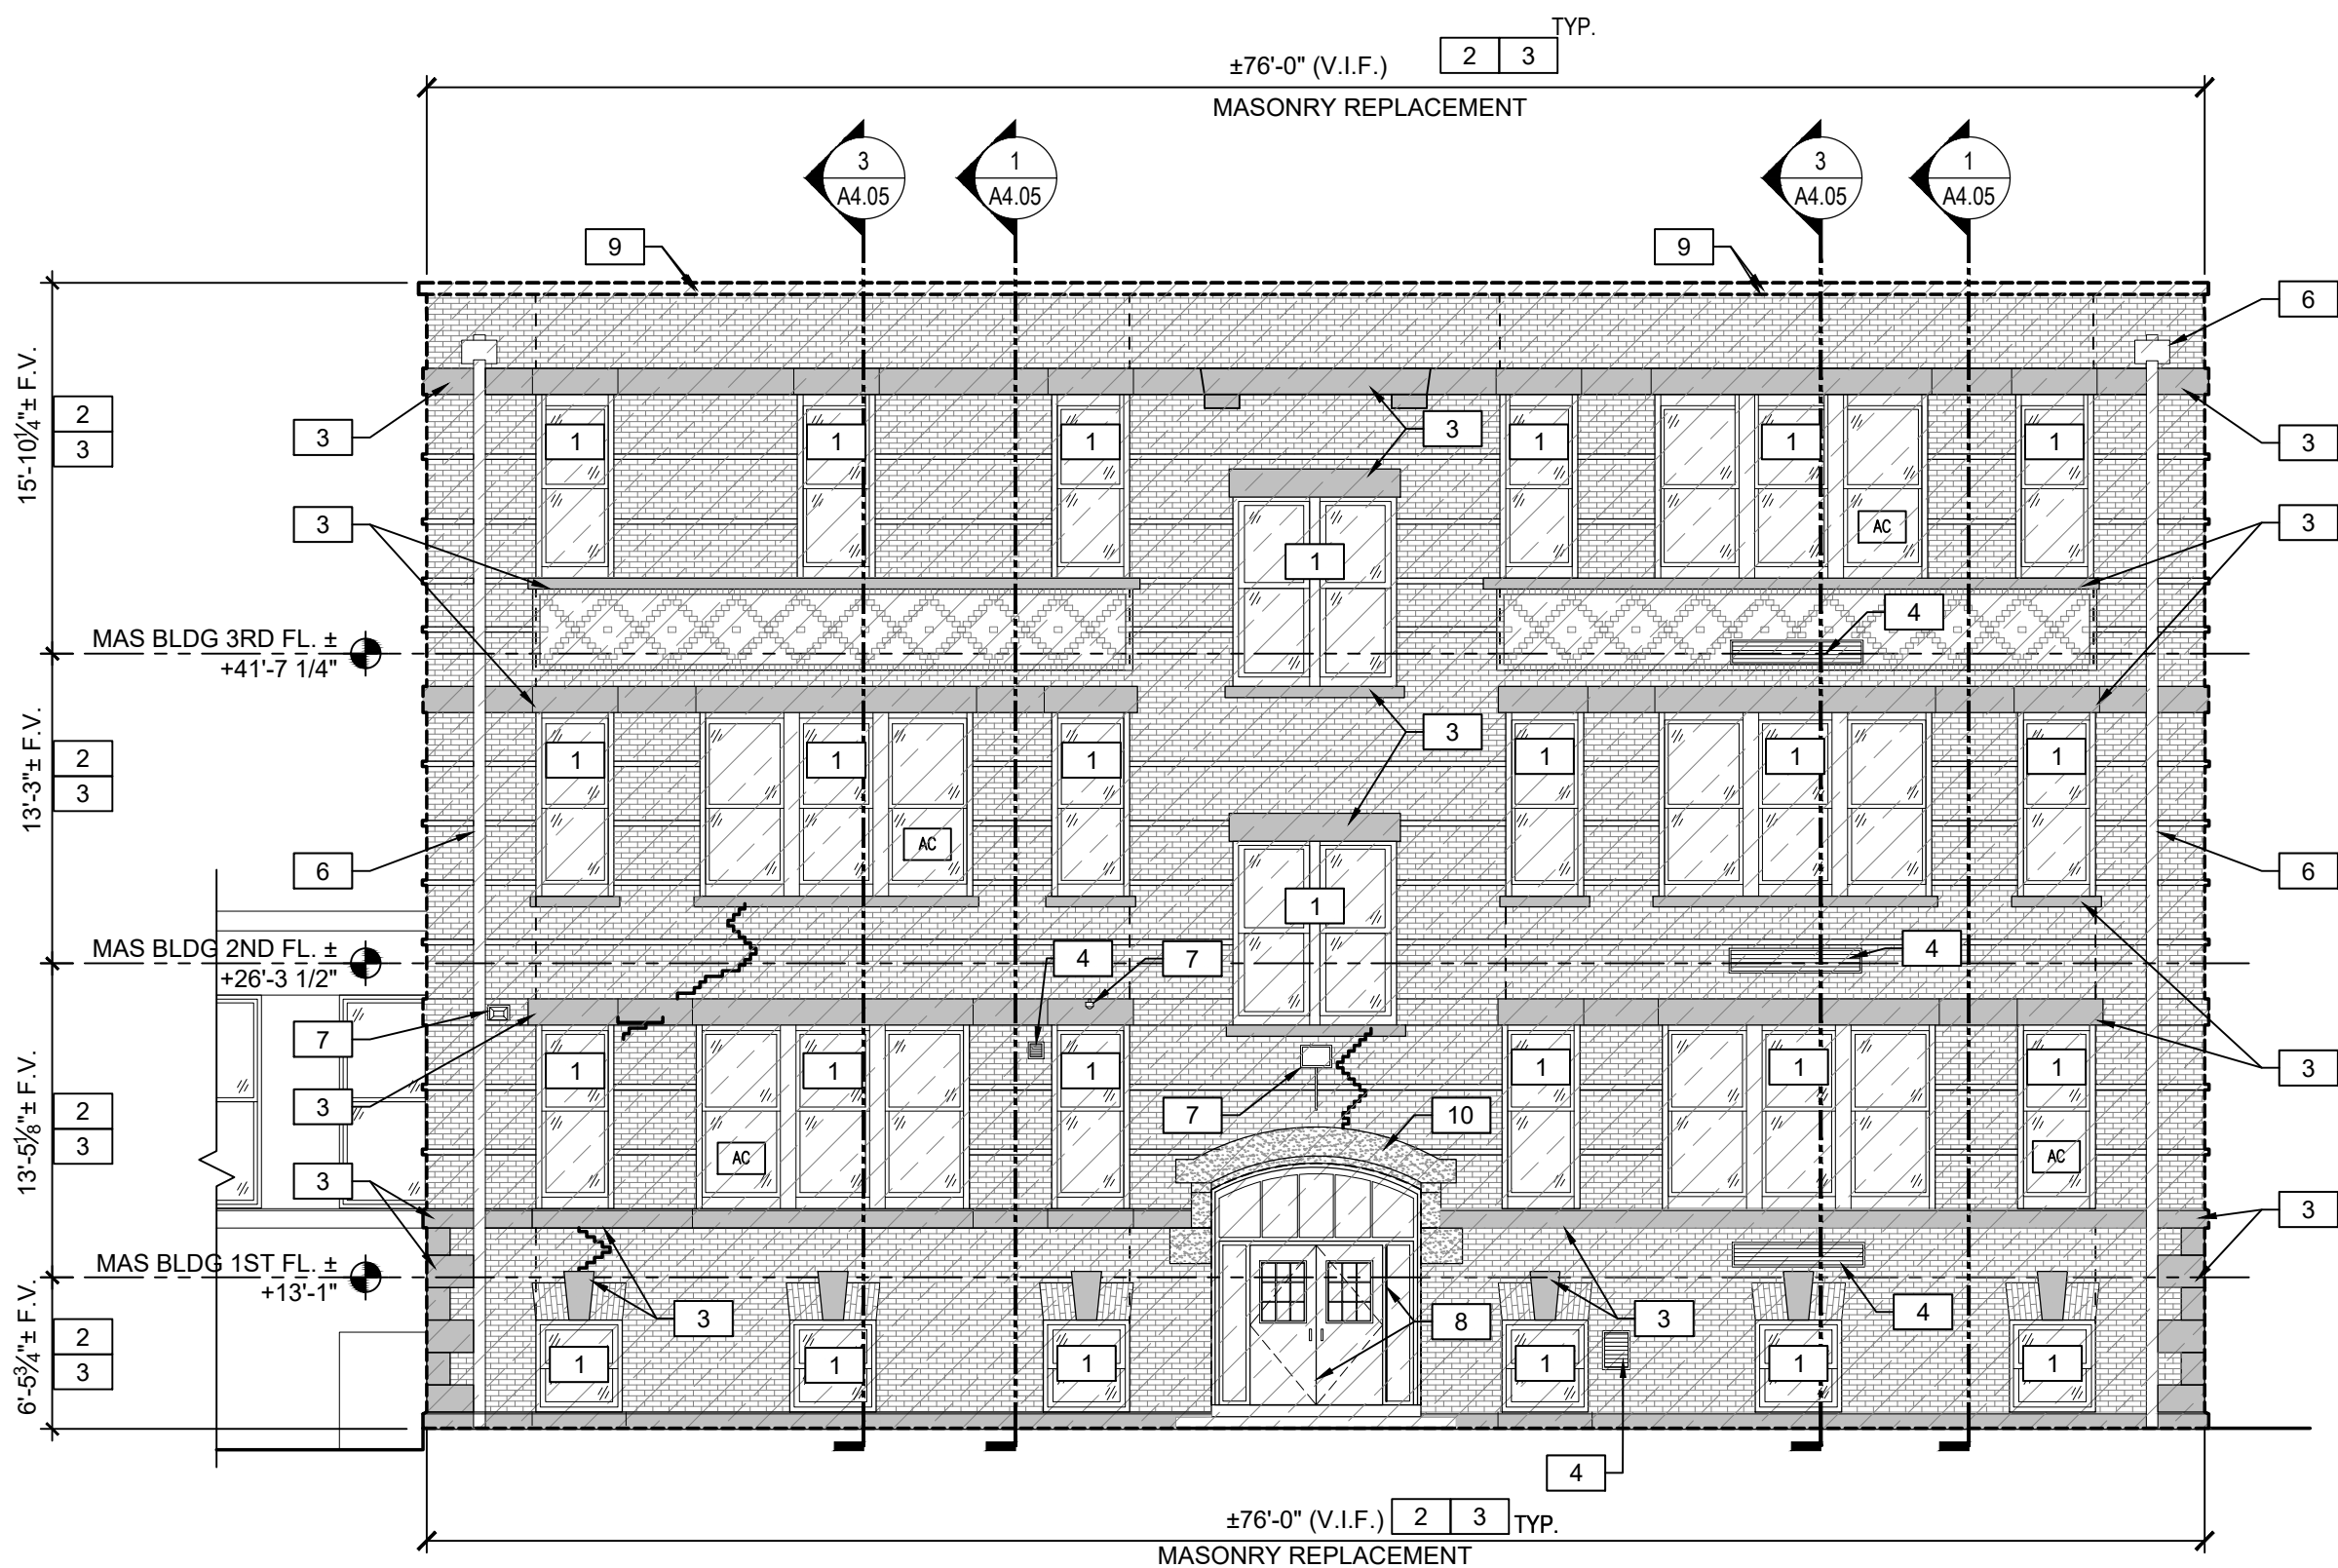 TYP.
±76'-0" (V.I.F.) 2 3
MASONRY REPLACEMENT
3 1 3 1
A4.05 A4.05 A4.05 A4.05
9 9
6
15'-10¼"± F.V.
2
3
3 1 1 1 3 1 1 1 3
3 AC 3
1
4
MAS BLDG 3RD FL. ±
+41'-7 1/4"
13'-3"± F.V.
2
3
1 1 1 3 1 1 1
AC
6 6
1
MAS BLDG 2ND FL. ±
+26'-3 1/2"
4 7 4
7
13'-5⅛"± F.V.
2
3
1 1 1 1 1 1 3
3 7 10
AC AC
3 3
MAS BLDG 1ST FL. ±
+13'-1"
6'-5¾"± F.V.
2
3
3 8 3 4
1 1 1 1 1 1
4
±76'-0" (V.I.F.) 2 3 TYP.
MASONRY REPLACEMENT